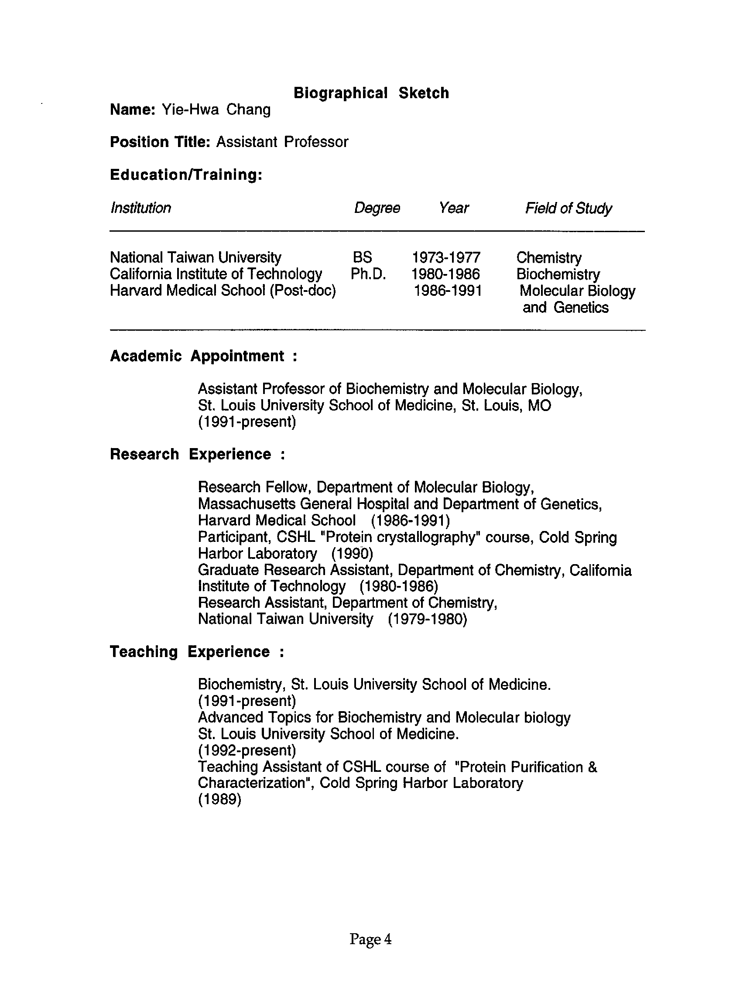 Biographical Sketch
Name: Yie-Hwa Chang
Position Title: Assistant Professor
Education/Training:
Institution Degree Year Field of Study
National Taiwan University BS 1973-1977 Chemistry
California Institute of Technology Ph.D. 1980-1986 Biochemistry
Harvard Medical School (Post-doc) 1986-1991 Molecular Biology
and Genetics
Academic Appointment :
Assistant Professor of Biochemistry and Molecular Biology,
St. Louis University School of Medicine, St. Louis, MO
(1991-present)
Research Experience :
Research Fellow, Department of Molecular Biology,
Massachusetts General Hospital and Department of Genetics,
Harvard Medical School (1986-1991)
Participant, CSHL "Protein crystallography" course, Cold Spring
Harbor Laboratory (1990)
Graduate Research Assistant, Department of Chemistry, California
Institute of Technology (1980-1986)
Research Assistant, Department of Chemistry,
National Taiwan University (1979-1980)
Teaching Experience :
Biochemistry, St. Louis University School of Medicine.
(1991-present)
Advanced Topics for Biochemistry and Molecular biology
St. Louis University School of Medicine.
(1992-present)
Teaching Assistant of CSHL course of "Protein Purification &
Characterization", Cold Spring Harbor Laboratory
(1989)
Page 4